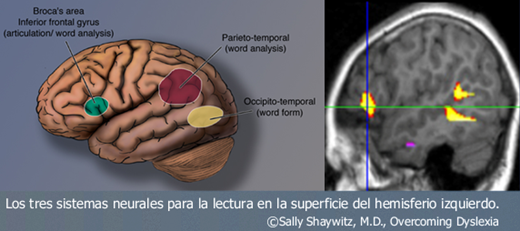 Broca's area
Inferior frontal gyrus
(articulation/ word analysis)
Parieto-temporal
(word analysis)
Occipito-temporal
(word form)
Los tres sistemas neurales para la lectura en la superficie del hemisferio izquierdo.
©Sally Shaywitz, M.D., Overcoming Dyslexia